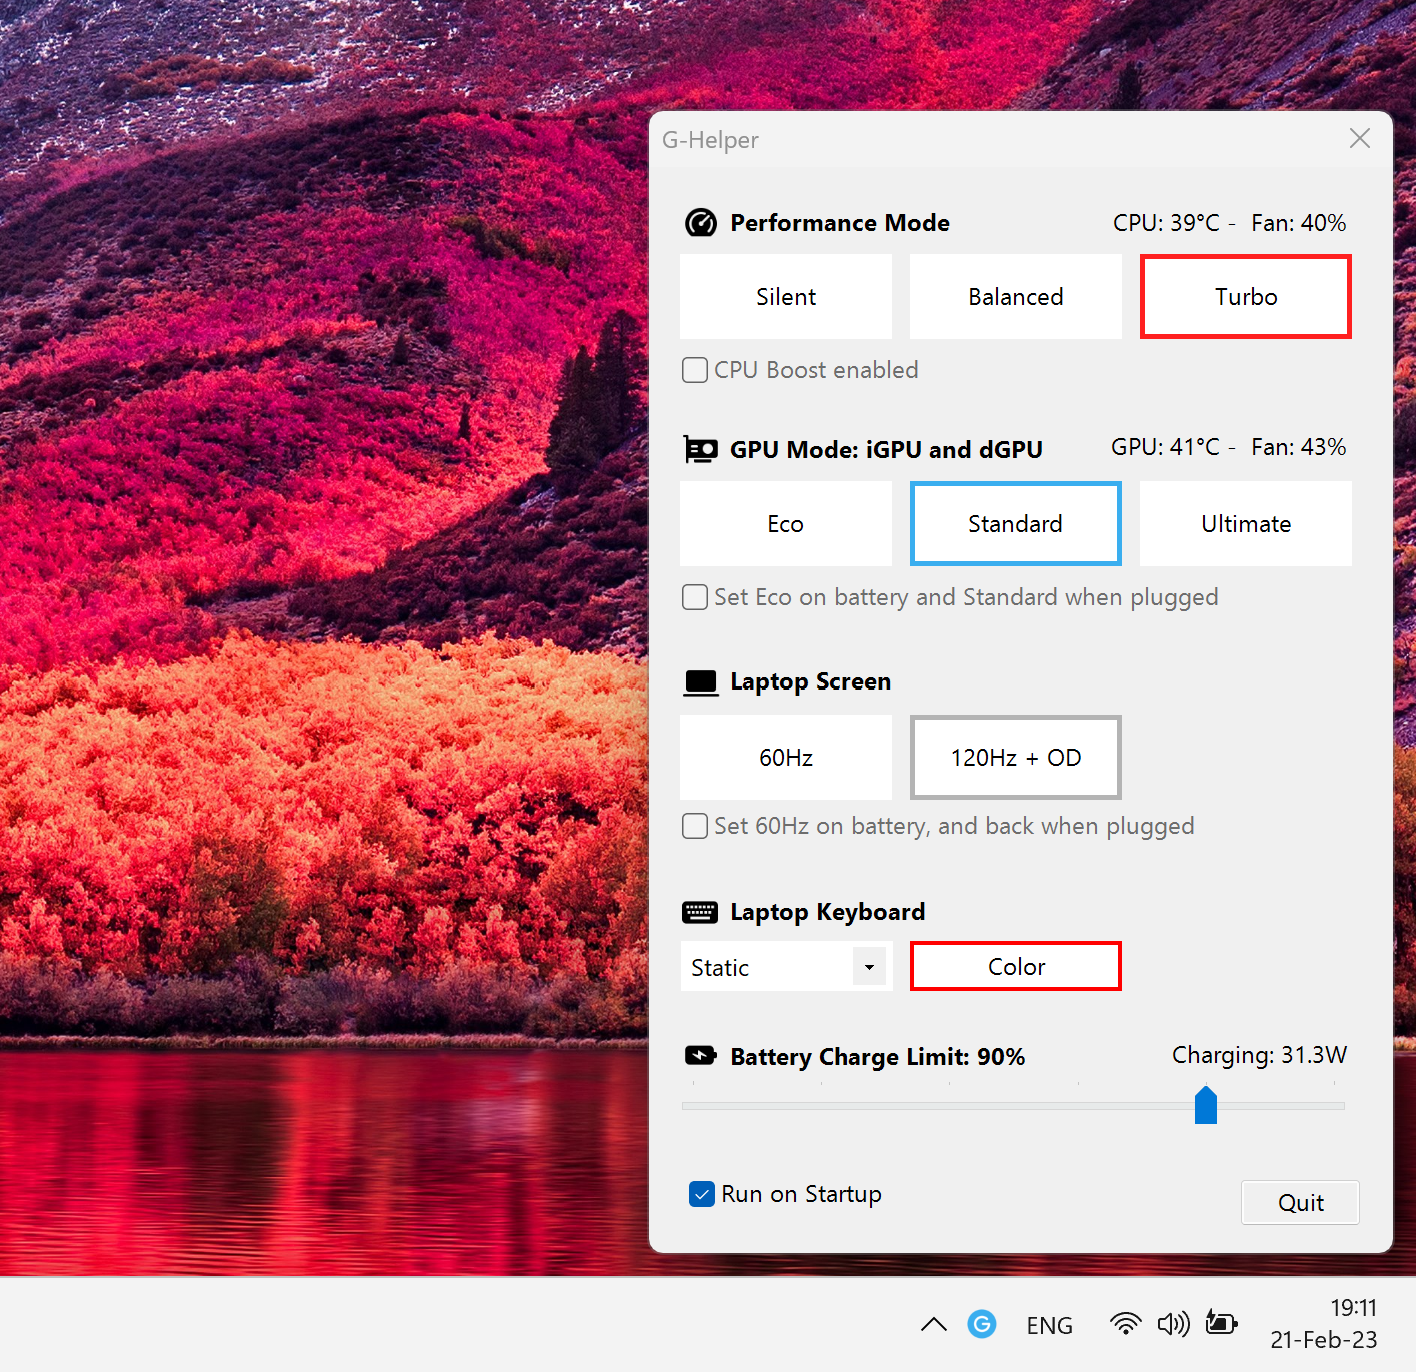 G-Helper
Performance Mode CPU: 39°C - Fan: 40%
Silent Balanced Turbo
CPU Boost enabled
GPU Mode: iGPU and dGPU GPU: 41°C - Fan: 43%
Eco Standard Ultimate
Set Eco on battery and Standard when plugged
Laptop Screen
60Hz 120Hz + OD
Set 60Hz on battery, and back when plugged
Laptop Keyboard
Static Color
Battery Charge Limit: 90% Charging: 31.3W
Run on Startup
Quit
G ENG
19:11
21-Feb-23